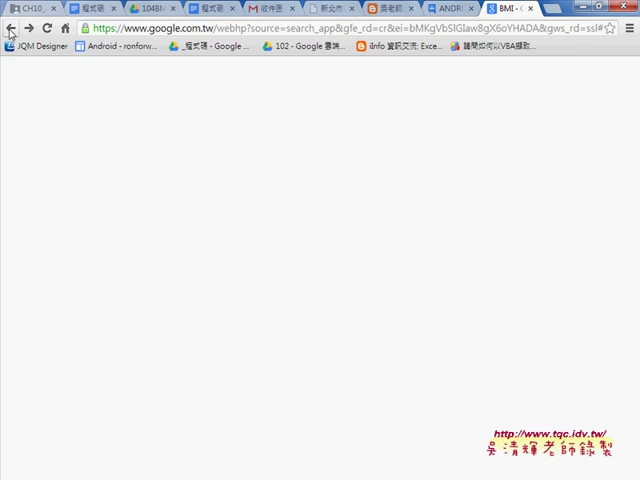 CH10_
程式碼
104BM
程式碼
收件匣
新北市
吳老師
ANDR
BMI - G
https://www.google.com.tw/webhp?source=search_app&gfe_rd=cr&ei=bMKgVbSlGIaw8gX6oYHADA&gws_rd=ssl#
JQM Designer
Android - ronforw...
_程式碼 - Google ...
102 - Google 雲端...
iInfo 資訊交流: Exce...
請問如何以VBA擷取...
http://www.tqc.idv.tw/
吳清輝老師錄製